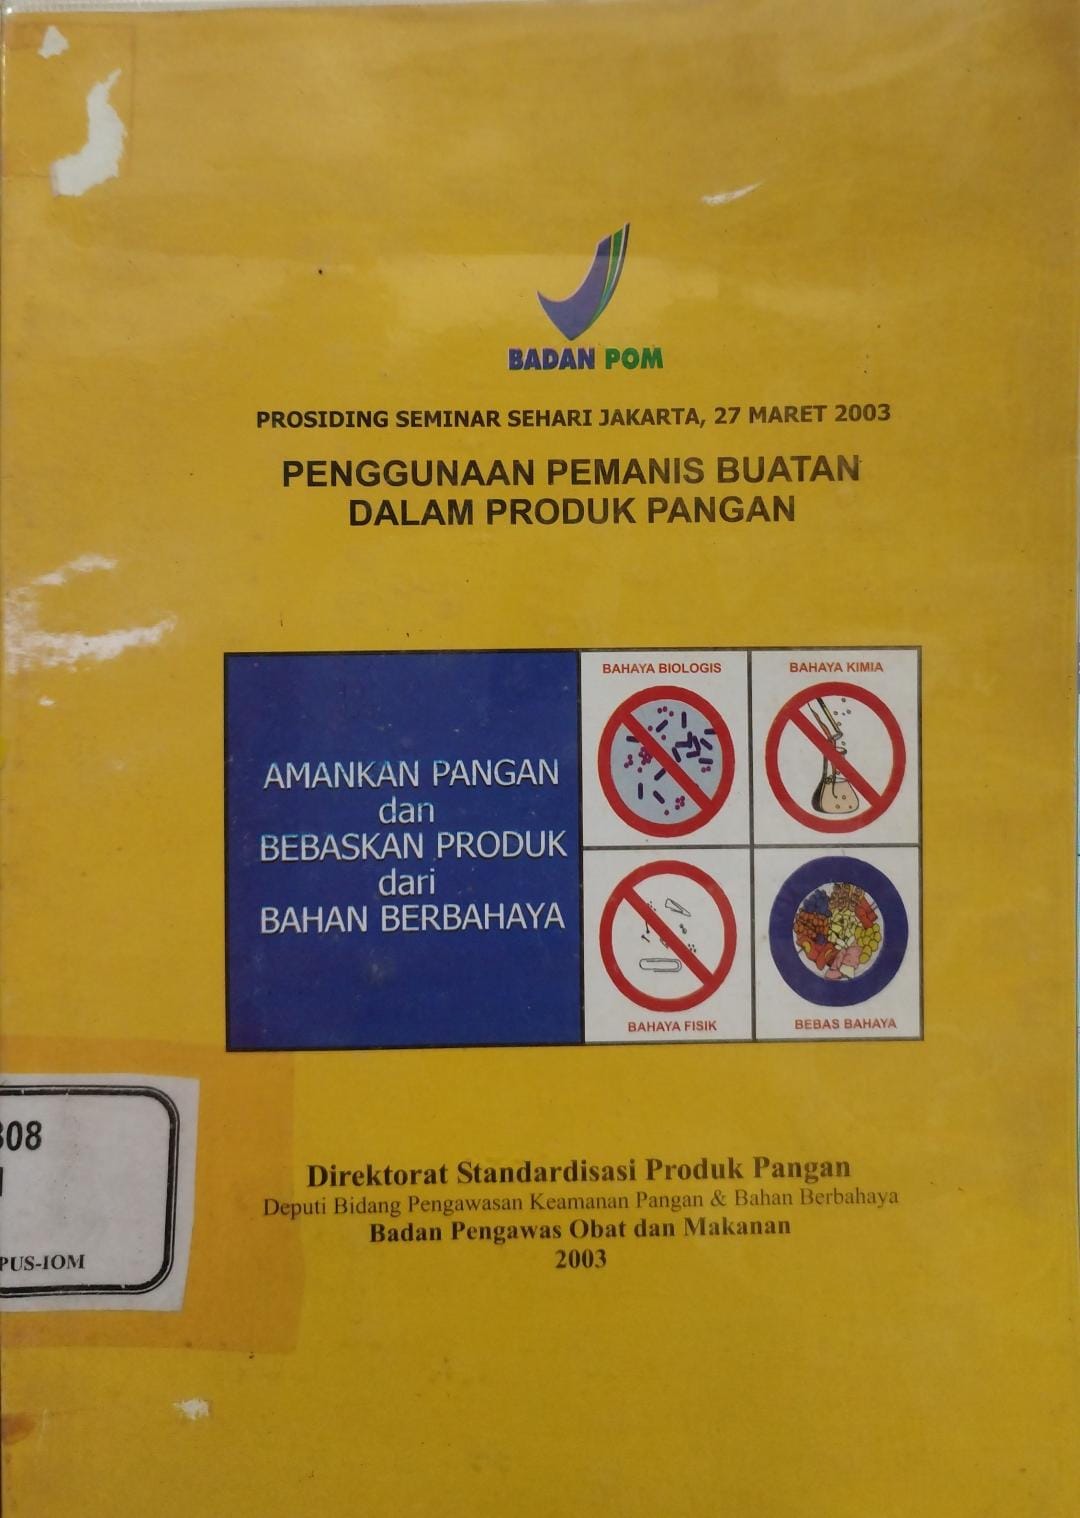 BADAN POM
PROSIDING SEMINAR SEHARI JAKARTA, 27 MARET 2003
PENGGUNAAN PEMANIS BUATAN
DALAM PRODUK PANGAN
AMANKAN PANGAN
dan
BEBASKAN PRODUK
dari
BAHAN BERBAHAYA
BAHAYA BIOLOGIS
BAHAYA KIMIA
BAHAYA FISIK
BEBAS BAHAYA
308
PUS-IOM
Direktorat Standardisasi Produk Pangan
Deputi Bidang Pengawasan Keamanan Pangan & Bahan Berbahaya
Badan Pengawas Obat dan Makanan
2003